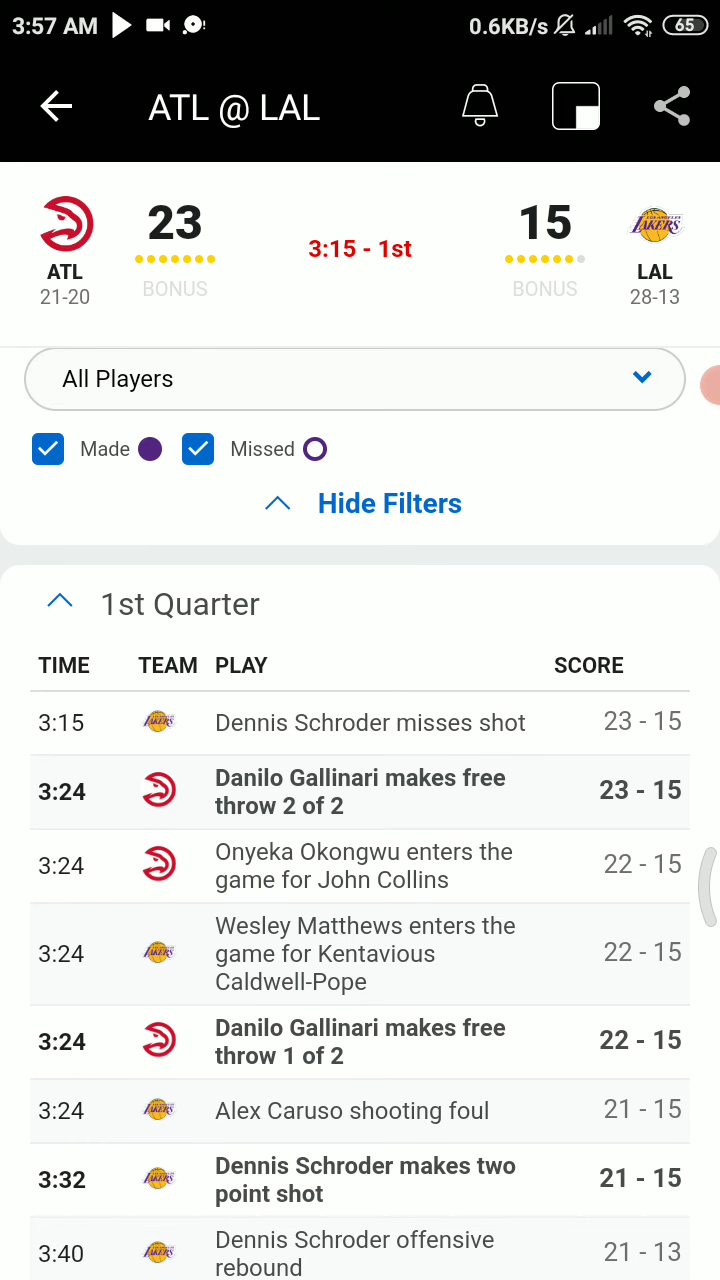 3:57 AM
0.6KB/s
65
ATL @ LAL
23
15
3:15 - 1st
ATL
21-20
BONUS
BONUS
LAL
28-13
All Players
Made
Missed
Hide Filters
1st Quarter
TIME TEAM PLAY SCORE
3:15 LAKERS Dennis Schroder misses shot 23 - 15
3:24 Danilo Gallinari makes free
throw 2 of 2 23 - 15
3:24 Onyeka Okongwu enters the
game for John Collins 22 - 15
3:24 LAKERS Wesley Matthews enters the
game for Kentavious
Caldwell-Pope 22 - 15
3:24 Danilo Gallinari makes free
throw 1 of 2 22 - 15
3:24 LAKERS Alex Caruso shooting foul 21 - 15
3:32 LAKERS Dennis Schroder makes two
point shot 21 - 15
3:40 LAKERS Dennis Schroder offensive
rebound 21 - 13